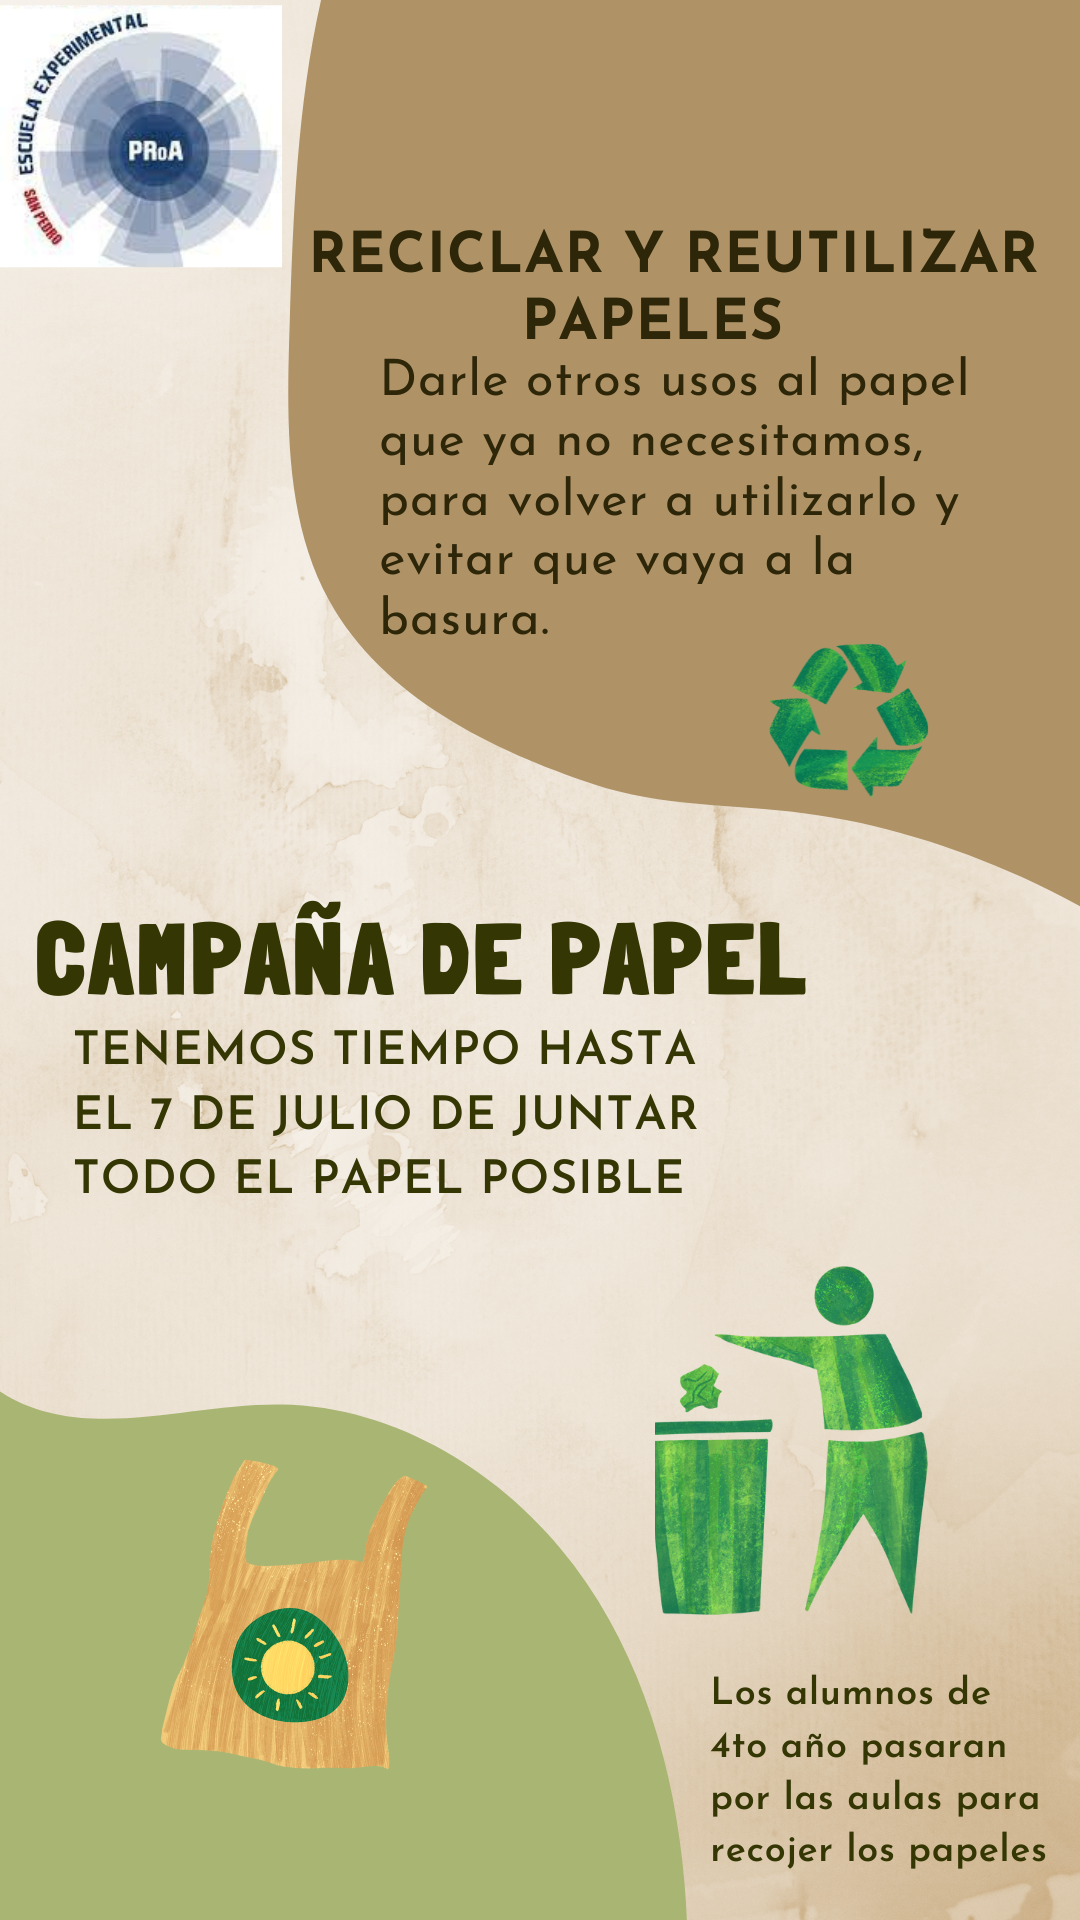 ESCUELA EXPERIMENTAL
PRoA
SAN PEDRO
RECICLAR Y REUTILIZAR
PAPELES
Darle otros usos al papel
que ya no necesitamos,
para volver a utilizarlo y
evitar que vaya a la
basura.
CAMPAÑA DE PAPEL
TENEMOS TIEMPO HASTA
EL 7 DE JULIO DE JUNTAR
TODO EL PAPEL POSIBLE
Los alumnos de
4to año pasaran
por las aulas para
recojer los papeles